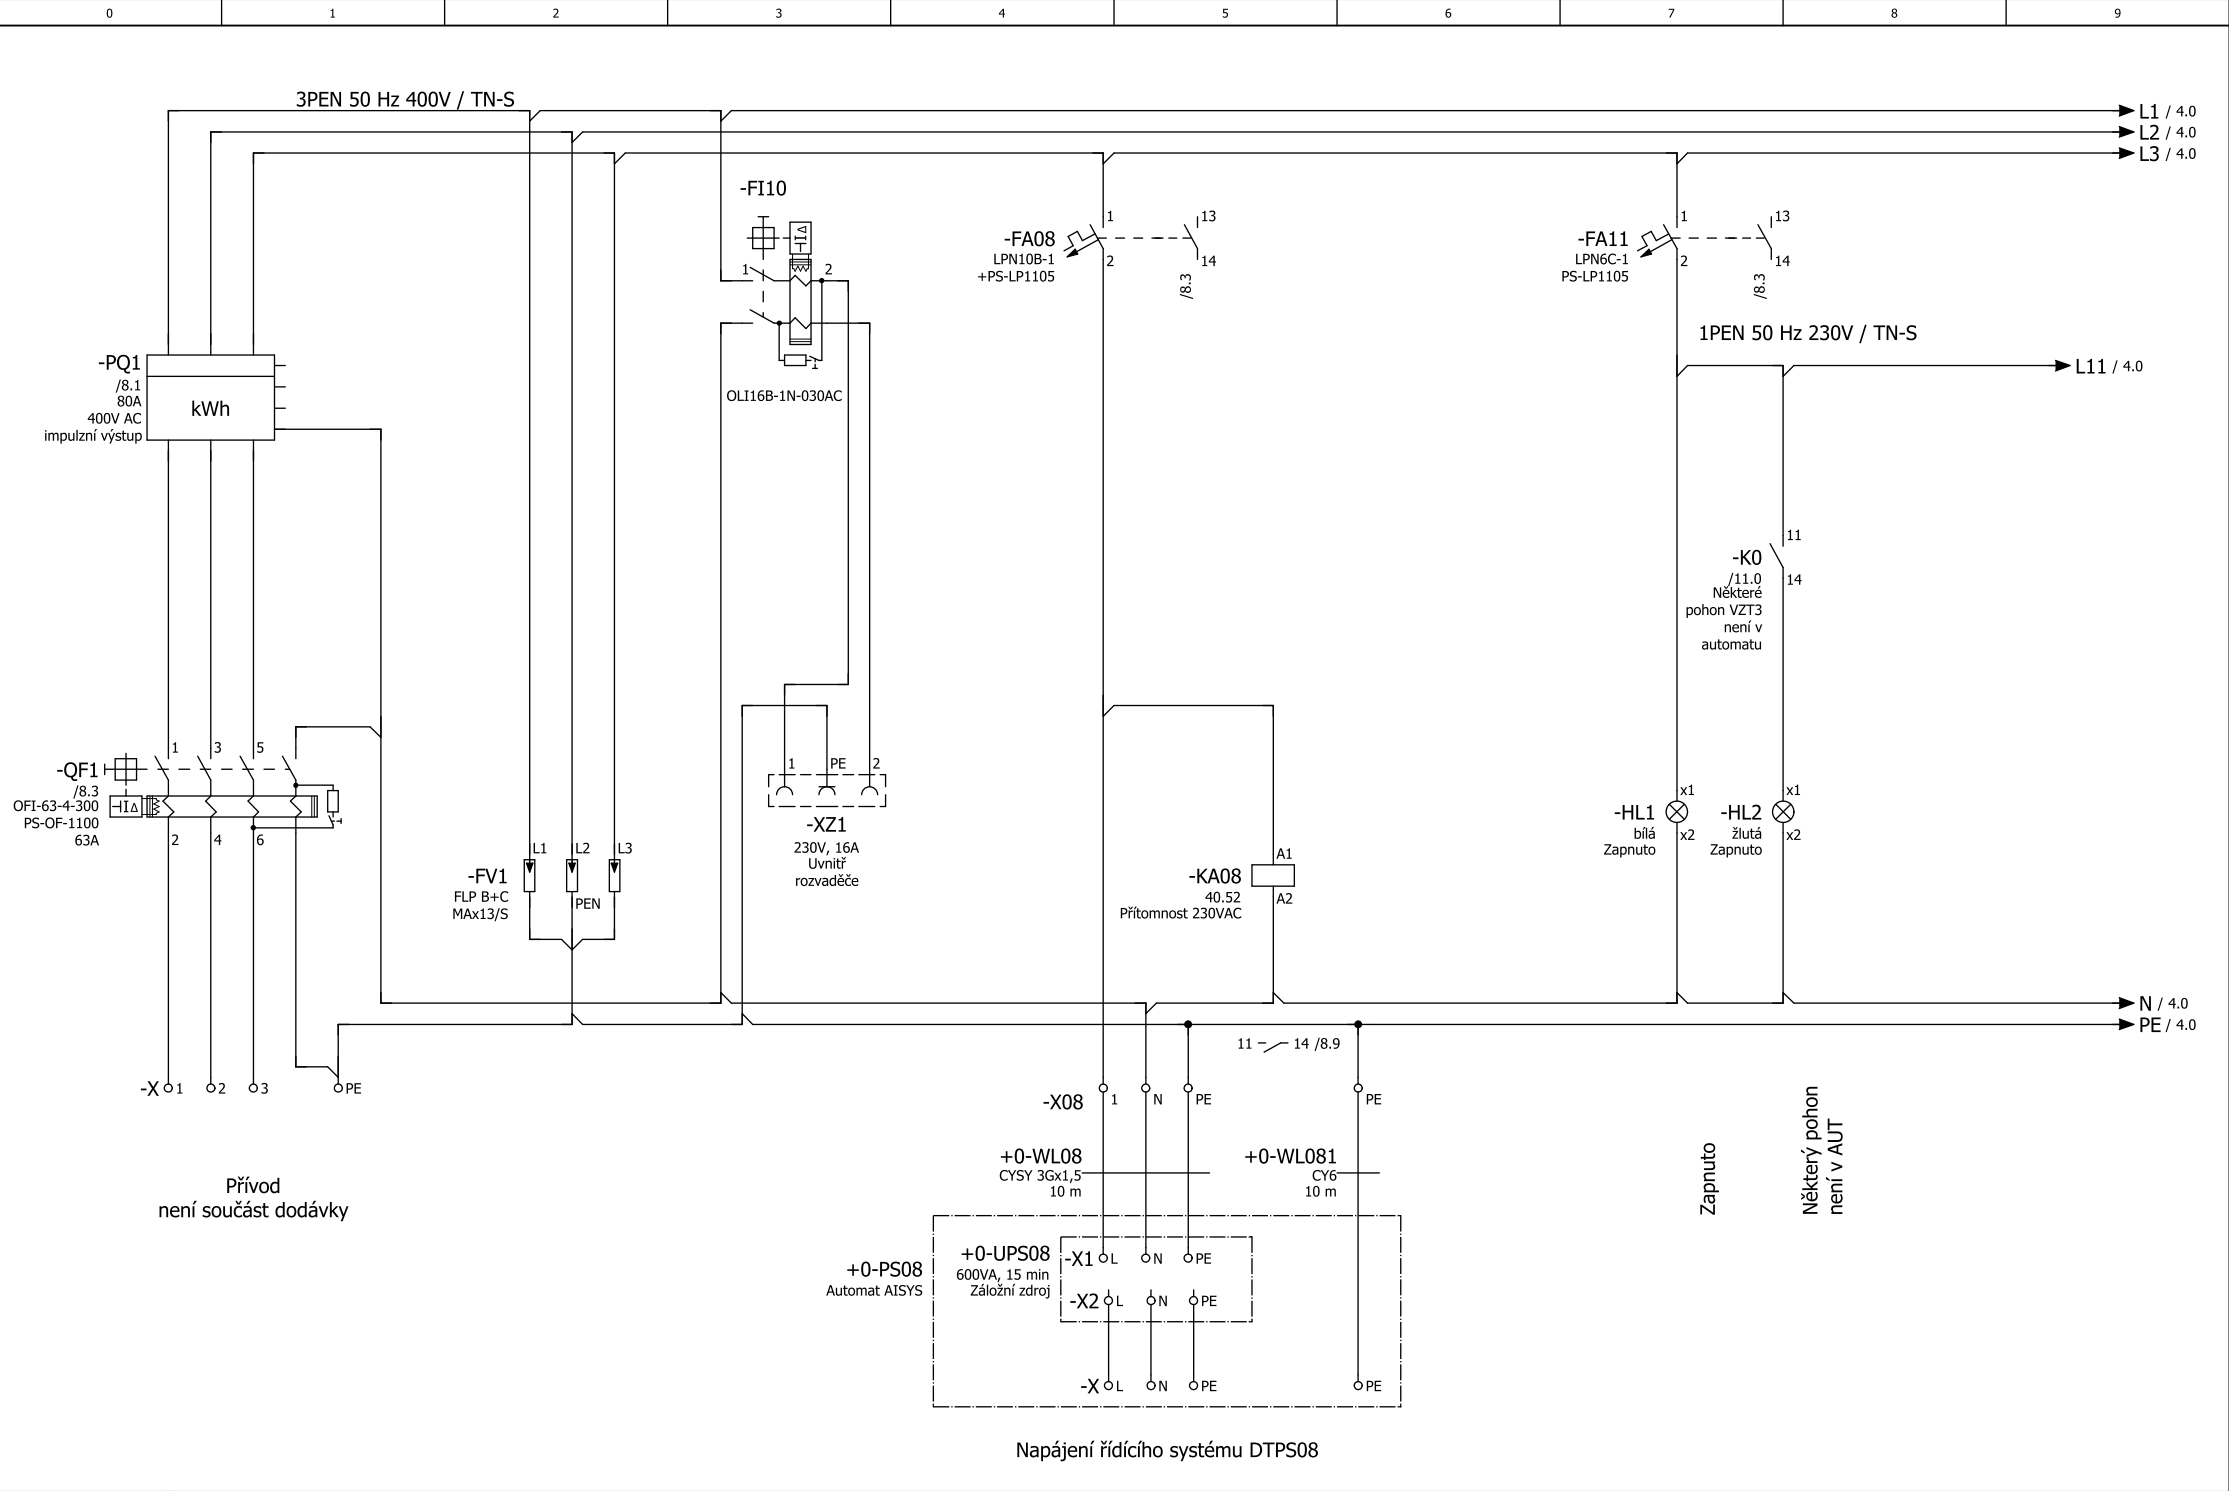 0 1 2 3 4 5 6 7 8 9
3PEN 50 Hz 400V / TN-S
L1 / 4.0
L2 / 4.0
L3 / 4.0
-FI10
1
2
OLI16B-1N-030AC
-FA08
LPN10B-1
+PS-LP1105
1
2
13
14
/8.3
-FA11
LPN6C-1
PS-LP1105
1
2
13
14
/8.3
1PEN 50 Hz 230V / TN-S
L11 / 4.0
-PQ1
/8.1
80A
400V AC
impulzní výstup
kWh
-K0
/11.0
Některé
pohon VZT3
není v
automatu
11
14
-QF1
/8.3
OFI-63-4-300
PS-OF-1100
63A
1 3 5
2 4 6
1 PE 2
-XZ1
230V, 16A
Uvnitř
rozvaděče
L1 L2 L3
-FV1
FLP B+C
MAx13/S
PEN
-KA08
40.52
Přítomnost 230VAC
A1
A2
-HL1
bílá
Zapnuto
x1
x2
-HL2
žlutá
Zapnuto
x1
x2
N / 4.0
PE / 4.0
11 14 /8.9
-X 1 2 3 PE
-X08 1 N PE PE
Přívod
není součást dodávky
+0-WL08
CYSY 3Gx1,5
10 m
+0-WL081
CY6
10 m
Zapnuto
Některý pohon
není v AUT
+0-PS08
Automat AISYS
+0-UPS08
600VA, 15 min
Záložní zdroj
-X1 L N PE
-X2 L N PE
-X L N PE PE
Napájení řídícího systému DTPS08